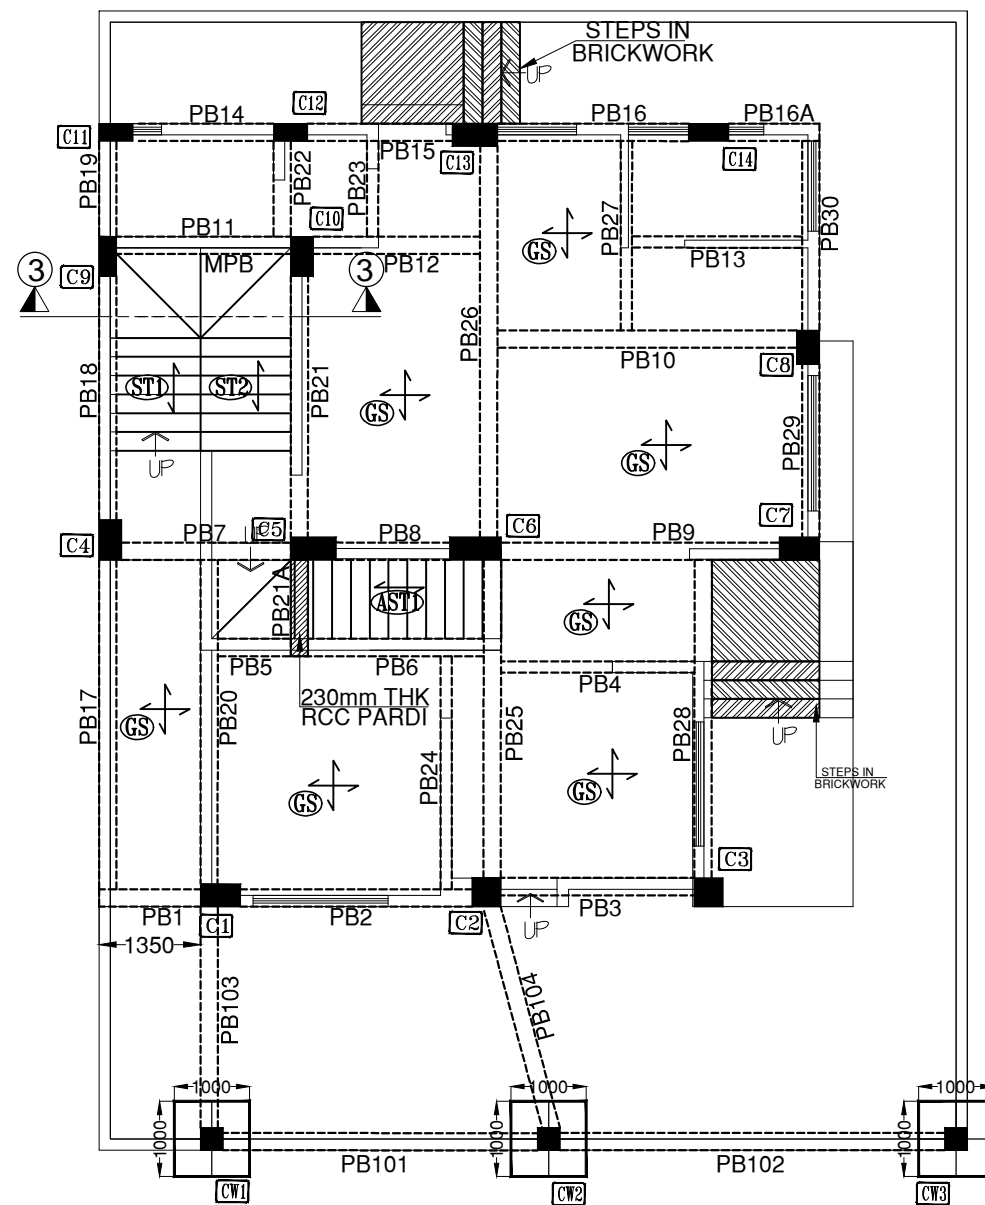 STEPS IN
BRICKWORK
UP
C12
PB14
PB16
PB16A
C11
PB15
C13
C14
PB19
PB22
PB23
C10
PB27
PB30
PB11
GS
3
MPB
3
PB12
PB13
C9
PB26
PB10
C8
PB18
ST1
ST2
PB21
GS
PB29
GS
UP
C4
PB7
UP
C5
PB8
C6
PB9
C7
PB21A
AST1
GS
PB5
PB6
PB4
230mm THK
RCC PARDI
PB17
GS
PB20
PB25
PB28
UP
PB24
GS
GS
STEPS IN
BRICKWORK
C3
PB1
C1
PB2
C2
PB3
UP
1350
PB103
PB104
1000
1000
1000
1000
1000
1000
PB101
PB102
CW1
CW2
CW3